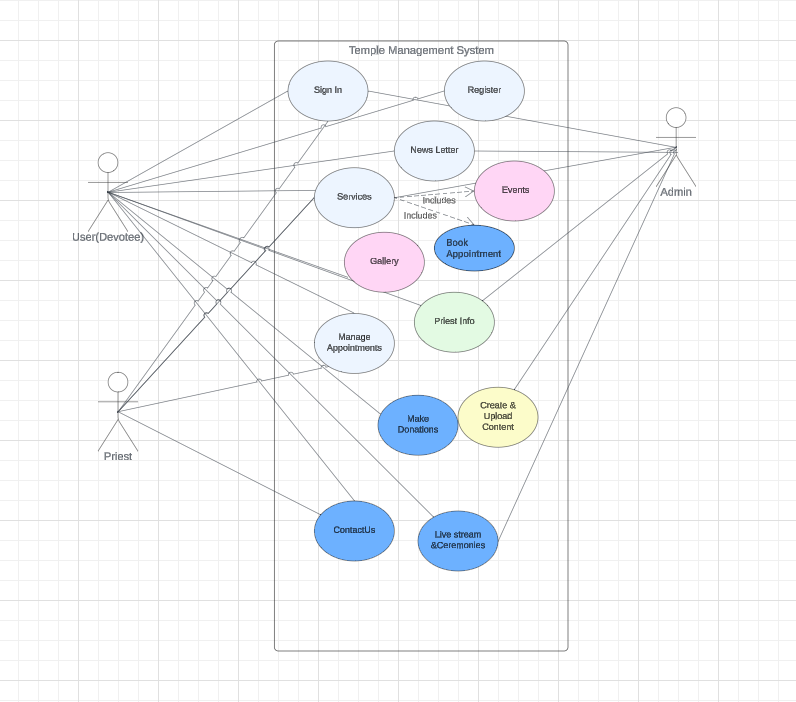 Temple Management System
Sign In
Register
News Letter
Services
Includes
Events
Includes
Book
Appointment
Gallery
Priest Info
Manage
Appointments
Make
Donations
Create &
Upload
Content
ContactUs
Live stream
&Ceremonies
User(Devotee)
Priest
Admin